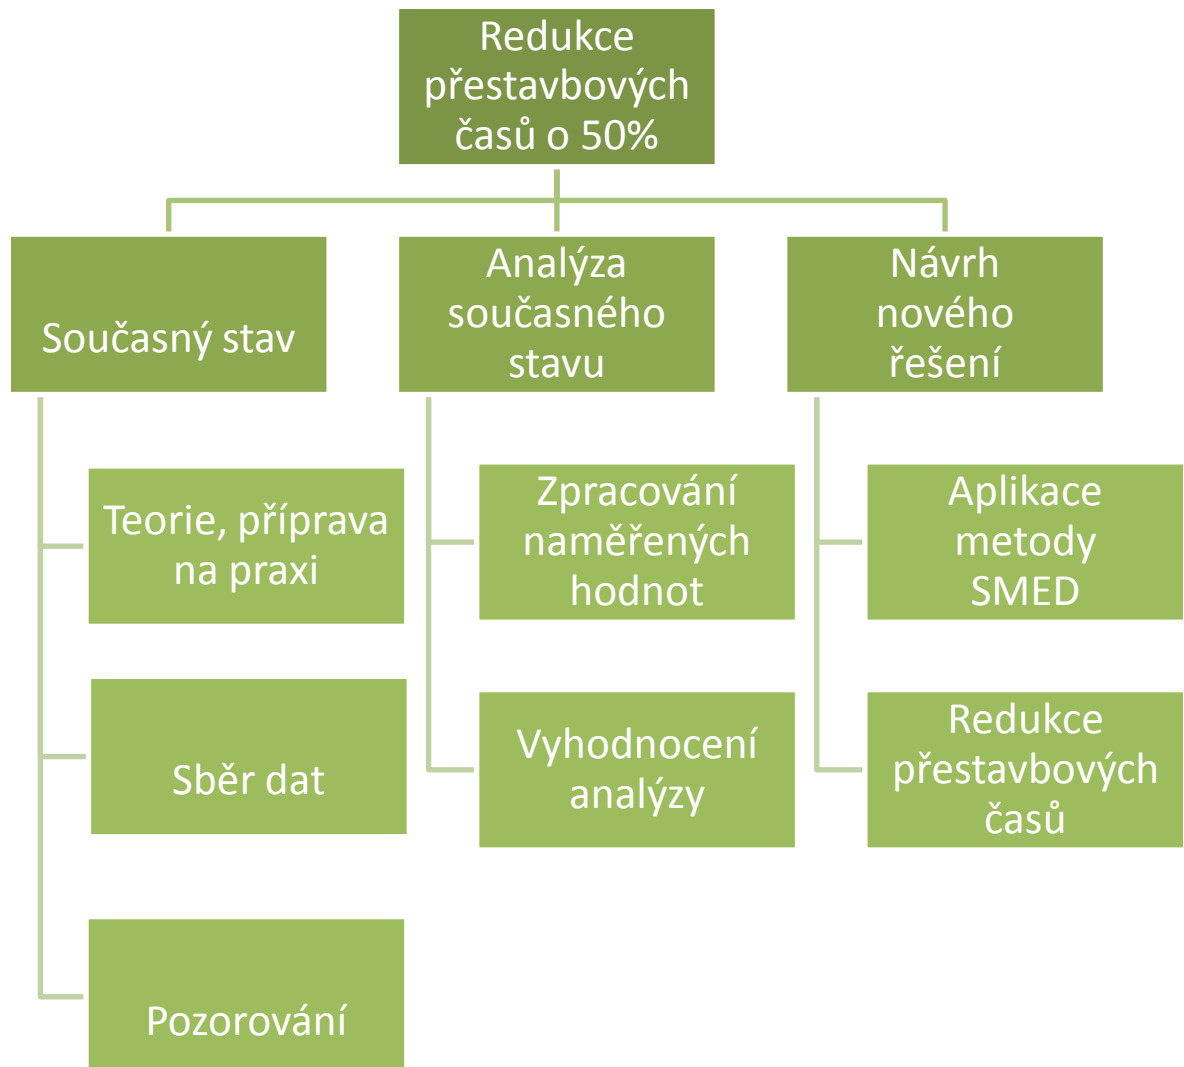 Redukce
přestavbových
časů o 50%
Současný stav
Analýza
současného
stavu
Návrh
nového
řešení
Teorie, příprava
na praxi
Sběr dat
Pozorování
Zpracování
naměřených
hodnot
Vyhodnocení
analýzy
Aplikace
metody
SMED
Redukce
přestavbových
časů